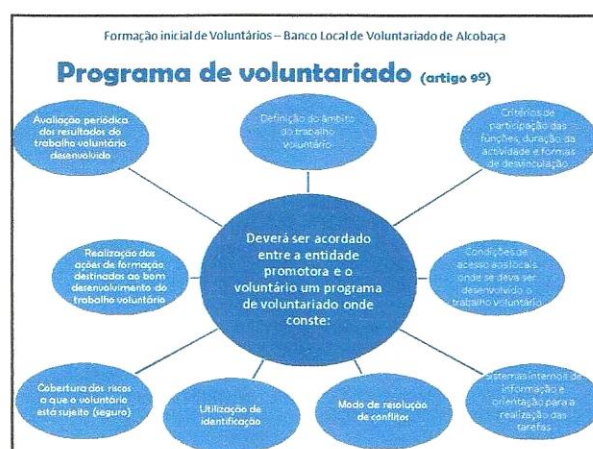 Formação inicial de Voluntários – Banco Local de Voluntariado de Alcobaça
Programa de voluntariado (artigo 9º)
Avaliação periódica
dos resultados do
trabalho voluntário
desenvolvido
Definição do âmbito
do trabalho
voluntário
Critérios de
participação das
funções, duração da
actividade e formas de
desvinculação
Deverá ser acordado
entre a entidade
promotora e o
voluntário um programa
de voluntariado onde
conste:
Realização das
ações de formação
destinadas ao bom
desenvolvimento do
trabalho voluntário
Condições de
acesso aos locais
onde se deva ser
desenvolvido o
trabalho voluntário
Cobertura dos riscos
a que o voluntário
está sujeito (seguro)
Utilização de
identificação
Modo de resolução
de conflitos
Sistemas internos de
informação e
orientação para a
realização das
tarefas